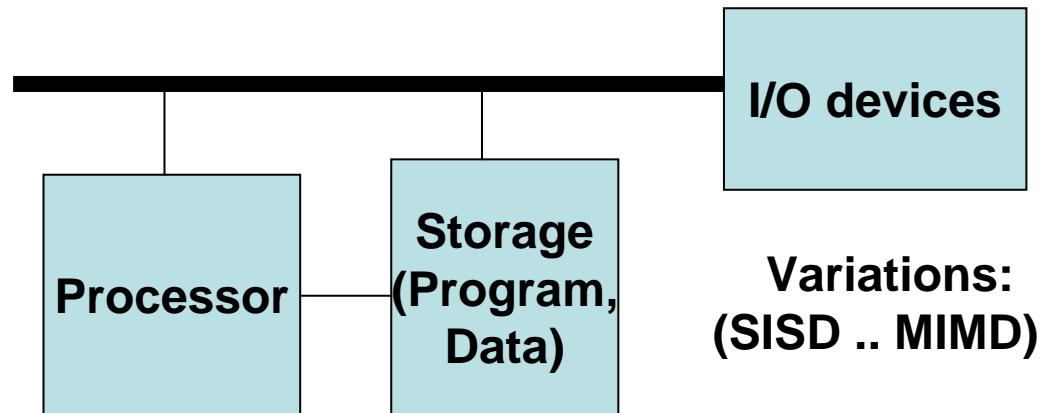 I/O devices
Processor
Storage
(Program,
Data)
Variations:
(SISD .. MIMD)